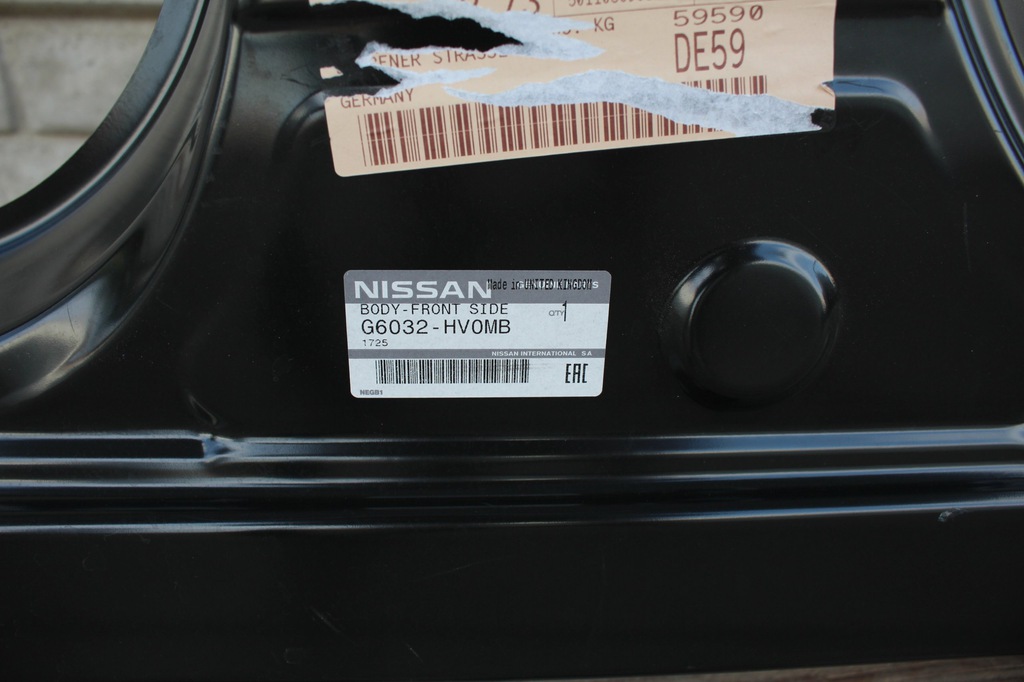 KG
59590
DE59
GERMANY
NISSAN
Made in UNITED KINGDOM
BODY-FRONT SIDE
QTY 1
G6032-HV0MB
1725
NISSAN INTERNATIONAL SA
EAC
NEGB1